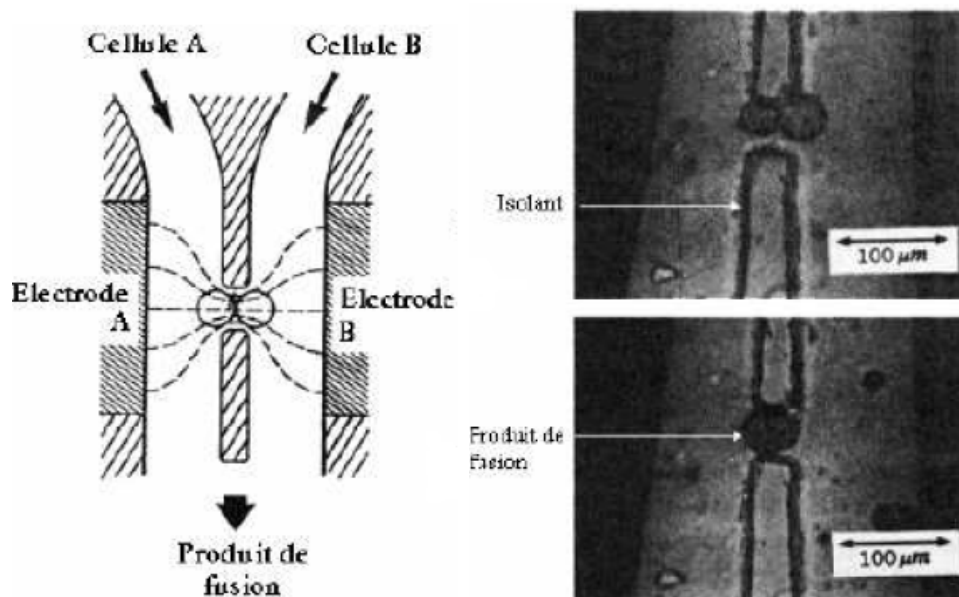 Cellule A
Cellule B
Electrode
A
Electrode
B
Produit de
fusion
Isolant
100 µm
Produit de
fusion
100 µm